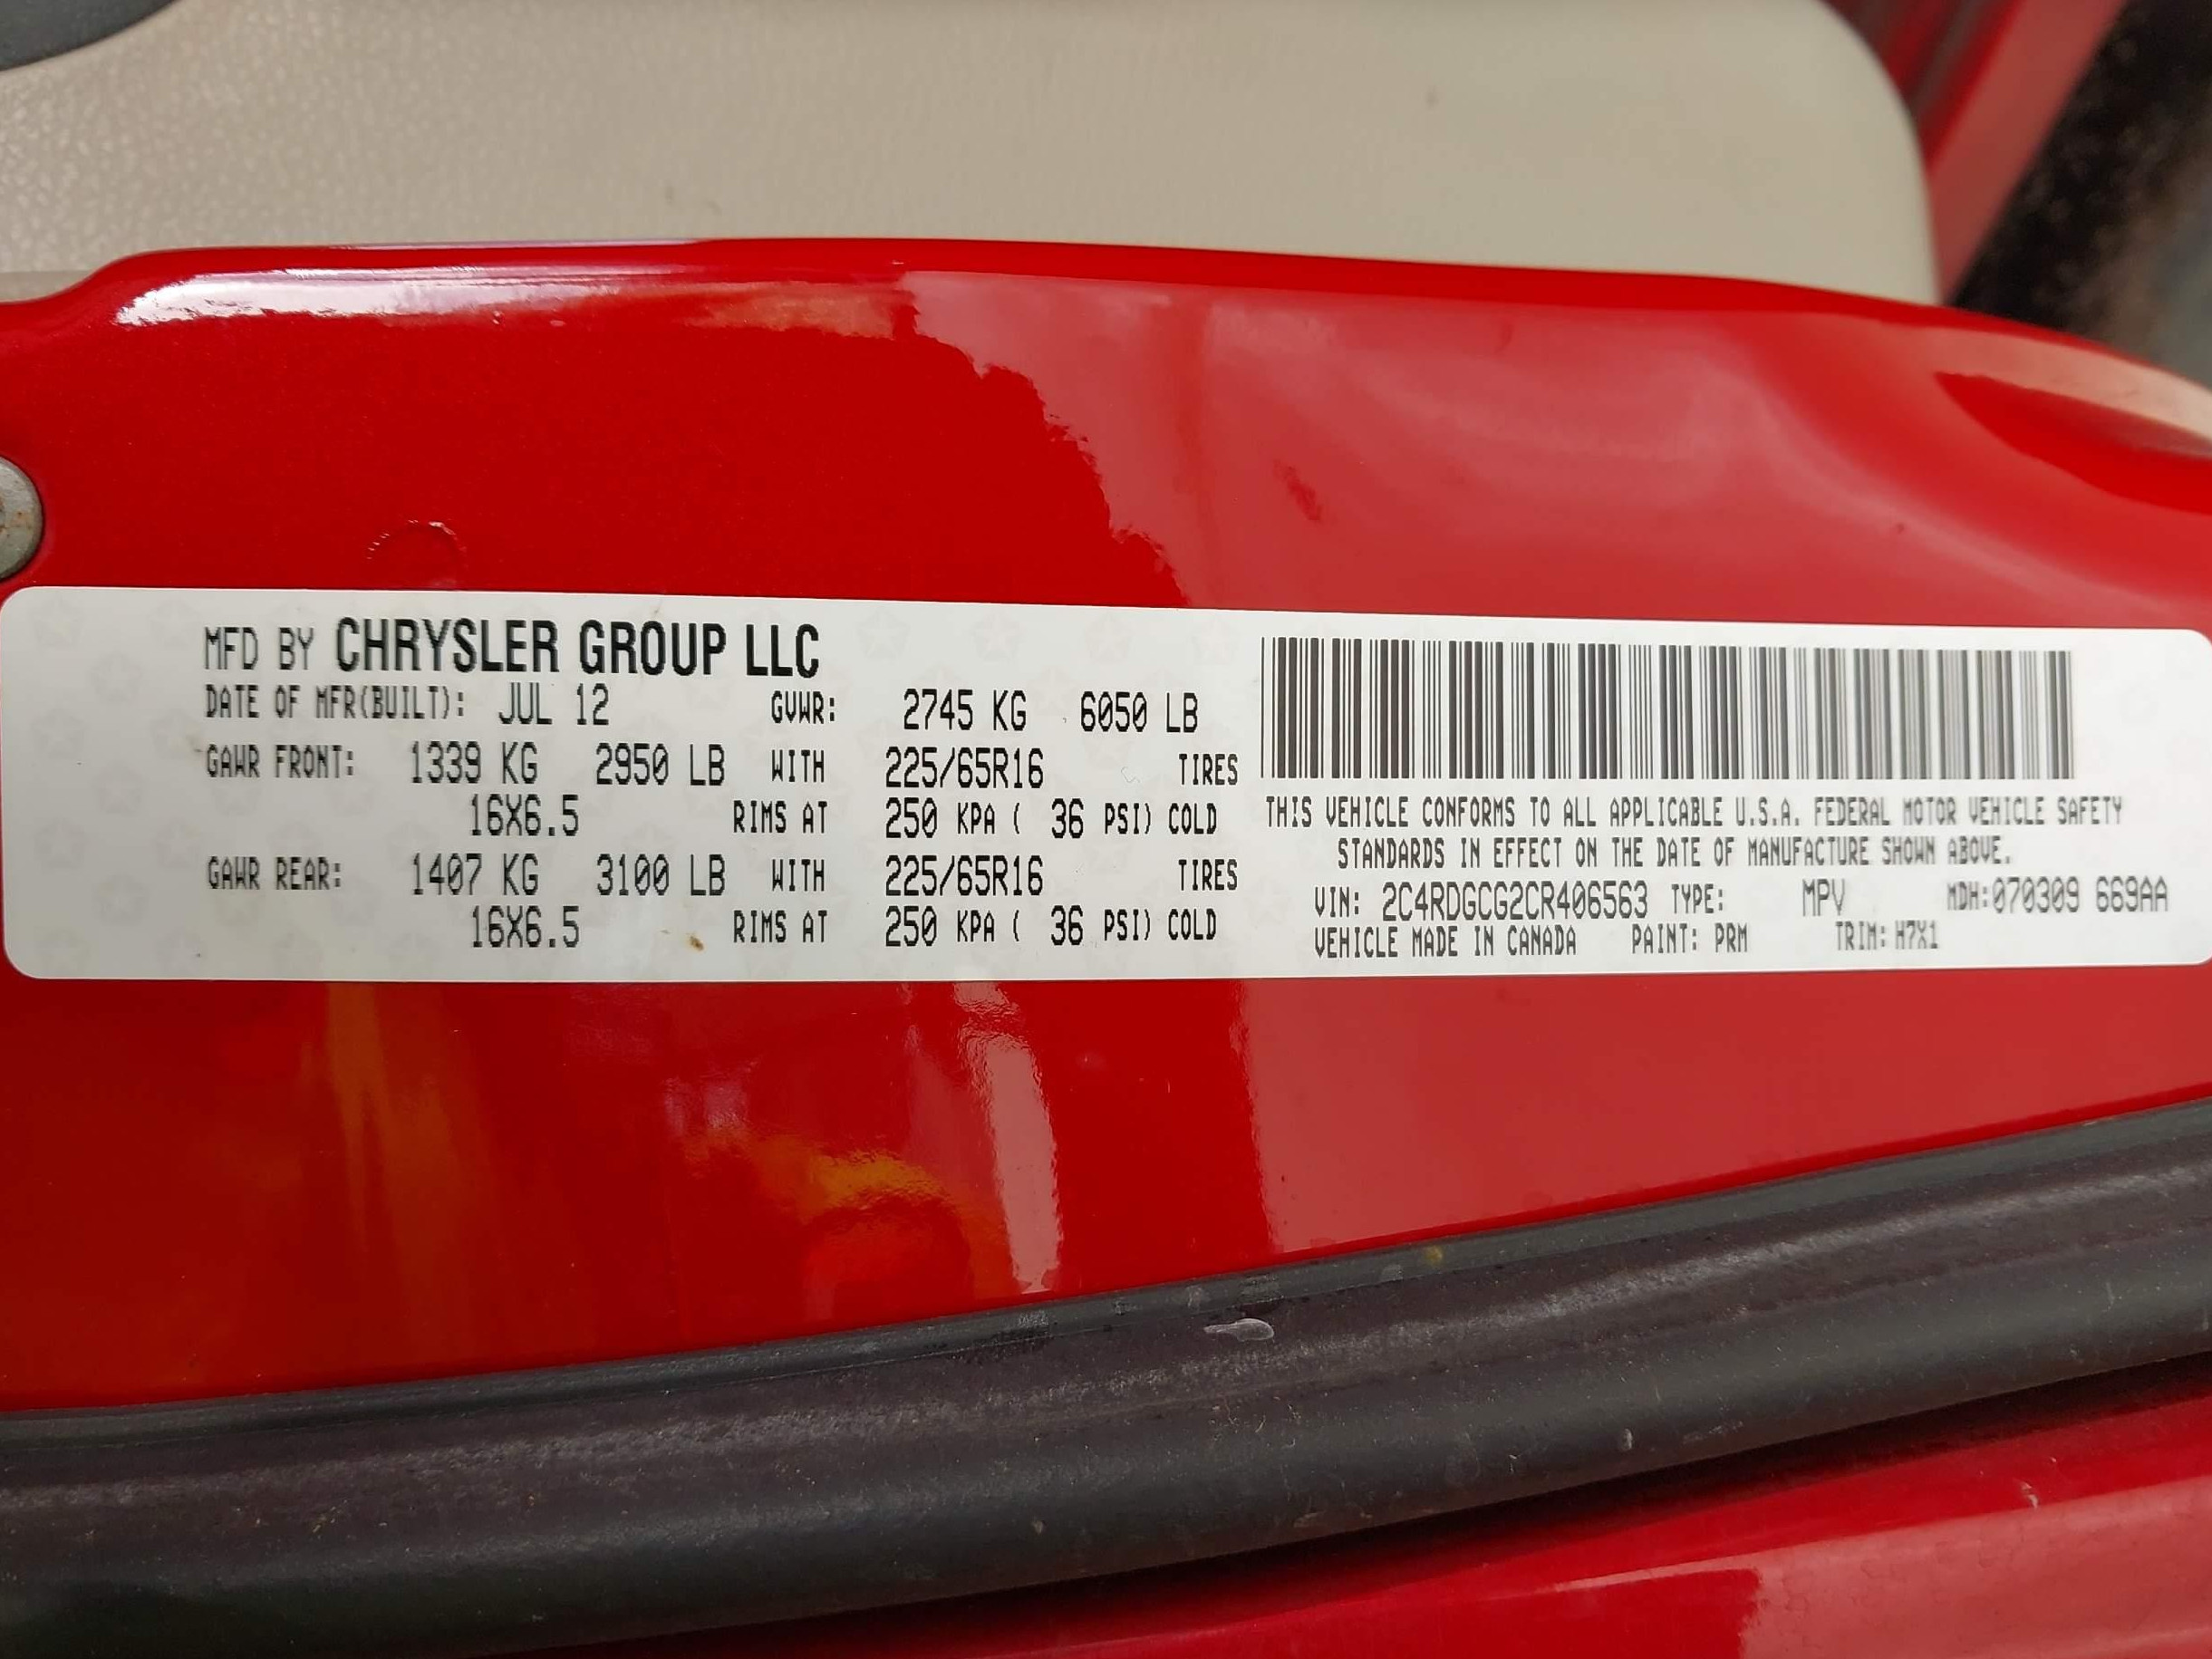 MFD BY CHRYSLER GROUP LLC
DATE OF MFR(BUILT): JUL 12 GVWR: 2745 KG 6050 LB
GAWR FRONT: 1339 KG 2950 LB WITH 225/65R16 TIRES
16X6.5 RIMS AT 250 KPA ( 36 PSI) COLD
GAWR REAR: 1407 KG 3100 LB WITH 225/65R16 TIRES
16X6.5 RIMS AT 250 KPA ( 36 PSI) COLD
THIS VEHICLE CONFORMS TO ALL APPLICABLE U.S.A. FEDERAL MOTOR VEHICLE SAFETY
STANDARDS IN EFFECT ON THE DATE OF MANUFACTURE SHOWN ABOVE.
VIN: 2C4RDGCG2CR406563 TYPE: MPV MDH:070309 669AA
VEHICLE MADE IN CANADA PAINT: PRM TRIM: H7X1